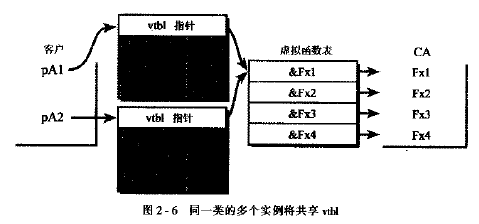 客户
pA1
pA2
vtbl 指针
vtbl 指针
虚拟函数表
&Fx1
&Fx2
&Fx3
&Fx4
CA
Fx1
Fx2
Fx3
Fx4
图 2-6 同一类的多个实例将共享 vtbl